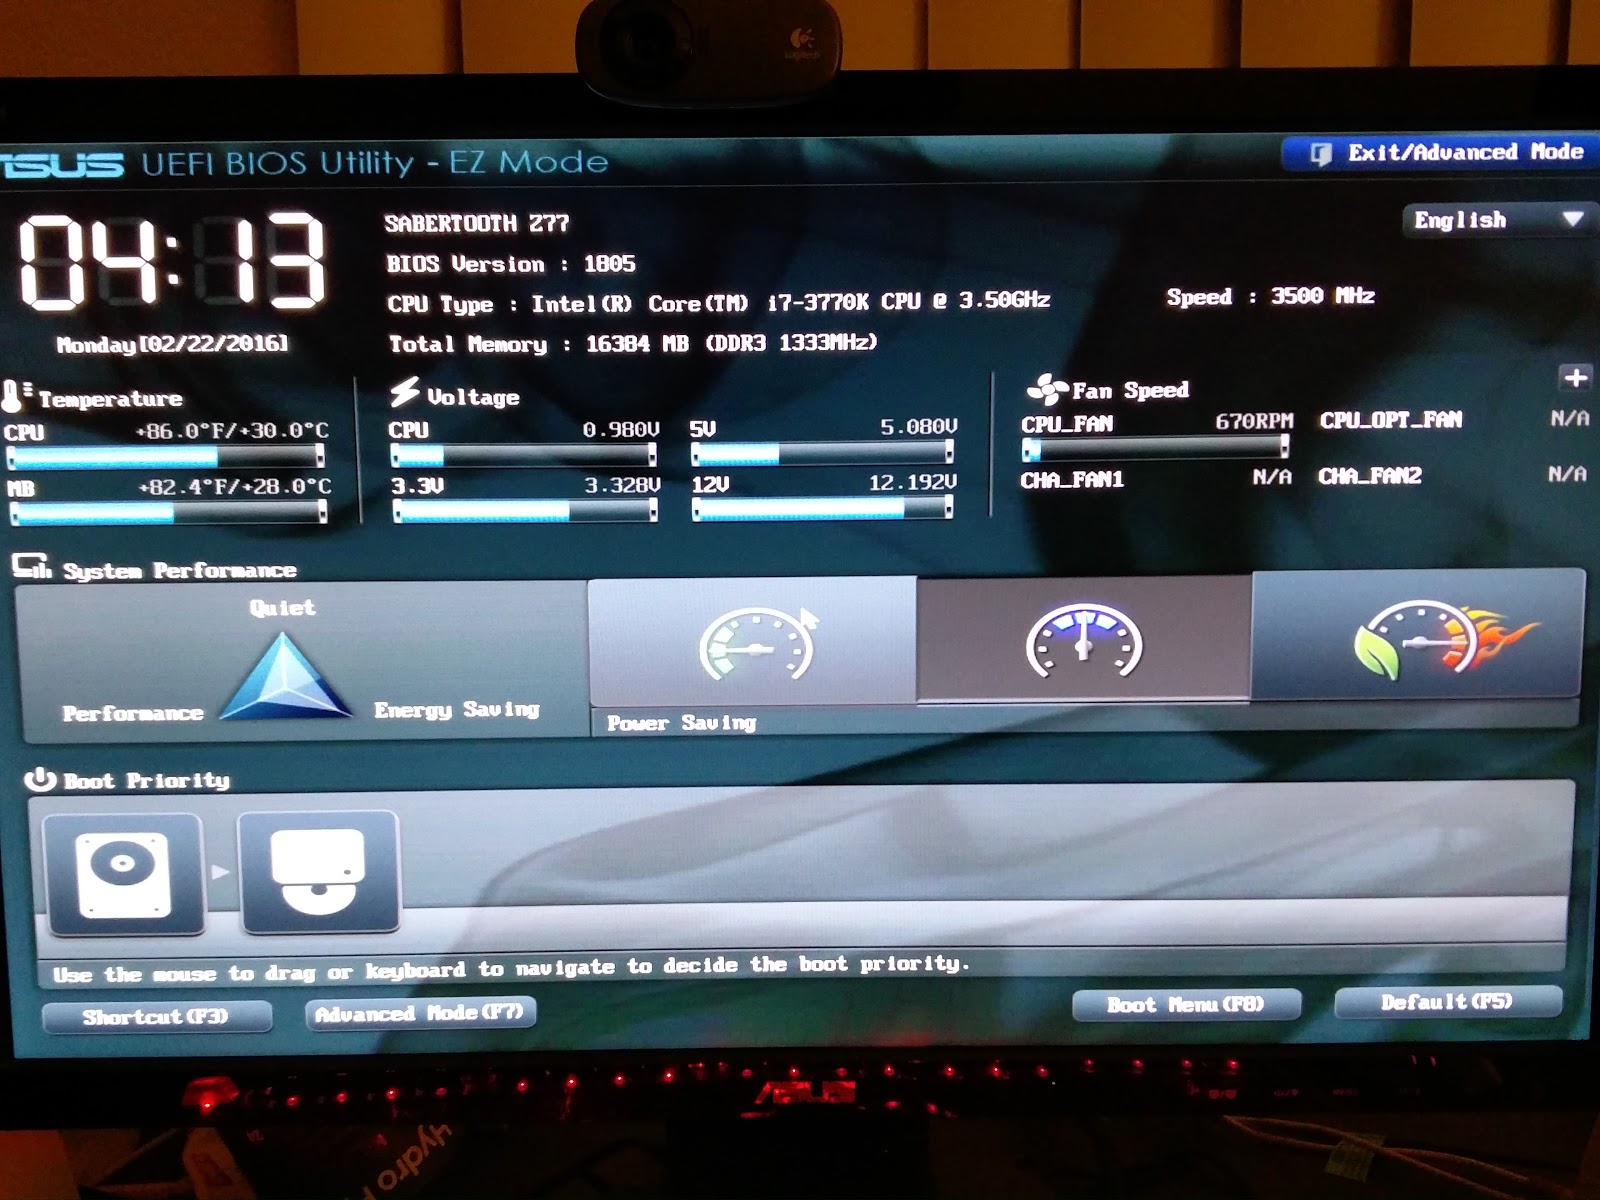 logitech
ASUS UEFI BIOS Utility - EZ Mode
Exit/Advanced Mode
04:13
Monday[02/22/2016]
SABERTOOTH Z77
BIOS Version : 1805
CPU Type : Intel(R) Core(TM) i7-3770K CPU @ 3.50GHz
Speed : 3500 MHz
Total Memory : 16384 MB (DDR3 1333MHz)
English
Temperature
CPU +86.0°F/+30.0°C
MB +82.4°F/+28.0°C
Voltage
CPU 0.980V 5V 5.080V
3.3V 3.328V 12V 12.192V
Fan Speed
CPU_FAN 670RPM CPU_OPT_FAN N/A
CHA_FAN1 N/A CHA_FAN2 N/A
System Performance
Quiet
Performance
Energy Saving
Power Saving
Boot Priority
Use the mouse to drag or keyboard to navigate to decide the boot priority.
Shortcut(F3)
Advanced Mode(F7)
Boot Menu(F8)
Default(F5)
ASUS
Hydro